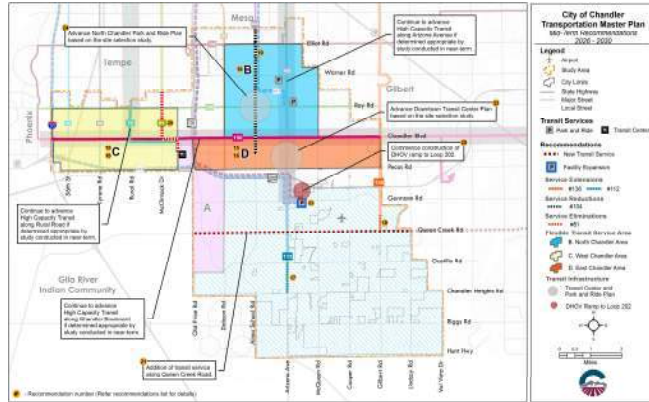 City of Chandler
Transportation Master Plan
Mid-Term Recommendations
2026 - 2030
Legend
Airport
Study Area
City Limits
State Highway
Major Street
Local Street
Transit Services
Park and Ride
Transit Center
Recommendations
New Transit Service
Facility Expansion
Service Extensions
#136
#112
Service Reductions
Service Eliminations
Flexible Transit Service Area
B. North Chandler Area
C. West Chandler Area
D. East Chandler Area
Transit Infrastructure
Transit Center and
Park and Ride Plan
DHOV Ramp to Loop 202
Miles
Mesa
Tempe
Gilbert
Phoenix
Gila River
Indian Community
Advance North Chandler Park and Ride Plan
based on the site selection study.
Continue to advance
High Capacity Transit
along Arizona Avenue if
determined appropriate by
study conducted in near-term.
Advance Downtown Transit Center Plan
based on the site selection study.
Commence construction of
DHOV ramp to Loop 202
Continue to advance
High Capacity Transit
along Rural Road if
determined appropriate by
study conducted in near-term.
Continue to advance
High Capacity Transit
along Chandler Boulevard
if determined appropriate by
study conducted in near-term.
Addition of transit service
along Queen Creek Road.
Elliot Rd
Warner Rd
Ray Rd
Chandler Blvd
Pecos Rd
Germann Rd
Queen Creek Rd
Ocotillo Rd
Chandler Heights Rd
Riggs Rd
Hunt Hwy
56th St
Kyrene Rd
Rural Rd
McClintock Dr
Old Price Rd
Dobson Rd
Alma School Rd
Arizona Ave
McQueen Rd
Cooper Rd
Gilbert Rd
Lindsay Rd
Val Vista Dr
A
B
C
D
- Recommendation number (Refer recommendations list for details)